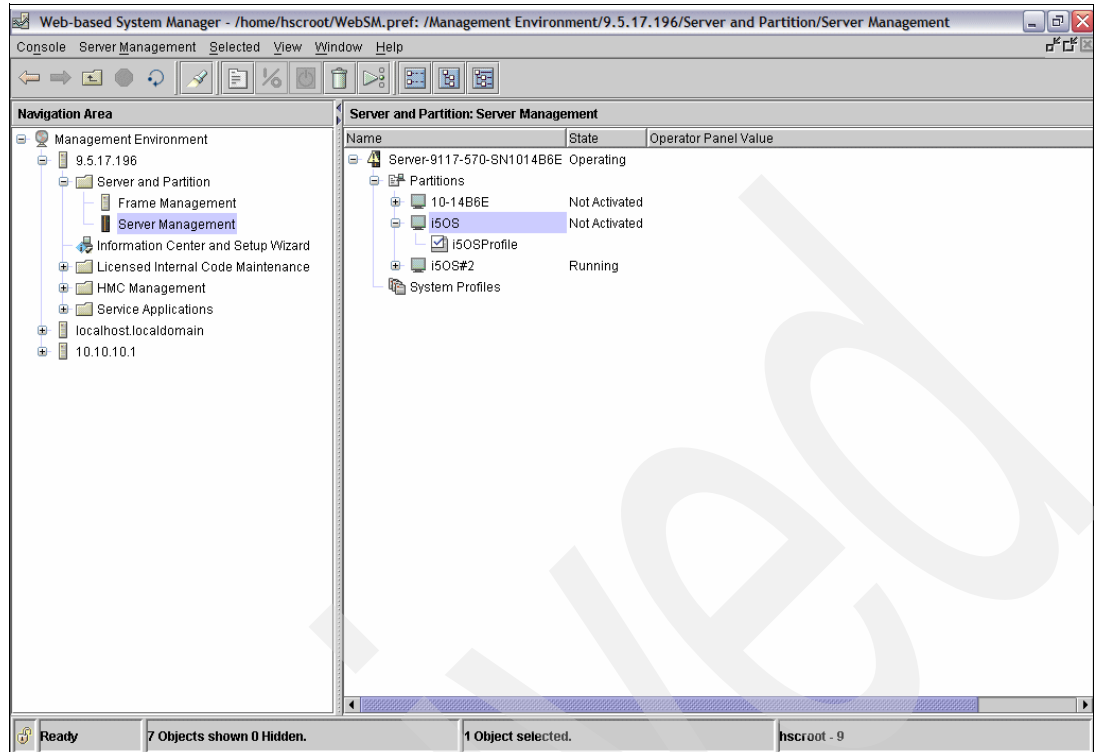 Web-based System Manager - /home/hscroot/WebSM.pref: /Management Environment/9.5.17.196/Server and Partition/Server Management
Console Server Management Selected View Window Help
Navigation Area
Management Environment
9.5.17.196
Server and Partition
Frame Management
Server Management
Information Center and Setup Wizard
Licensed Internal Code Maintenance
HMC Management
Service Applications
localhost.localdomain
10.10.10.1
Server and Partition: Server Management
Name State Operator Panel Value
Server-9117-570-SN1014B6E Operating
Partitions
10-14B6E Not Activated
i5OS Not Activated
i5OSProfile
i5OS#2 Running
System Profiles
Ready 7 Objects shown 0 Hidden. 1 Object selected. hscroot - 9